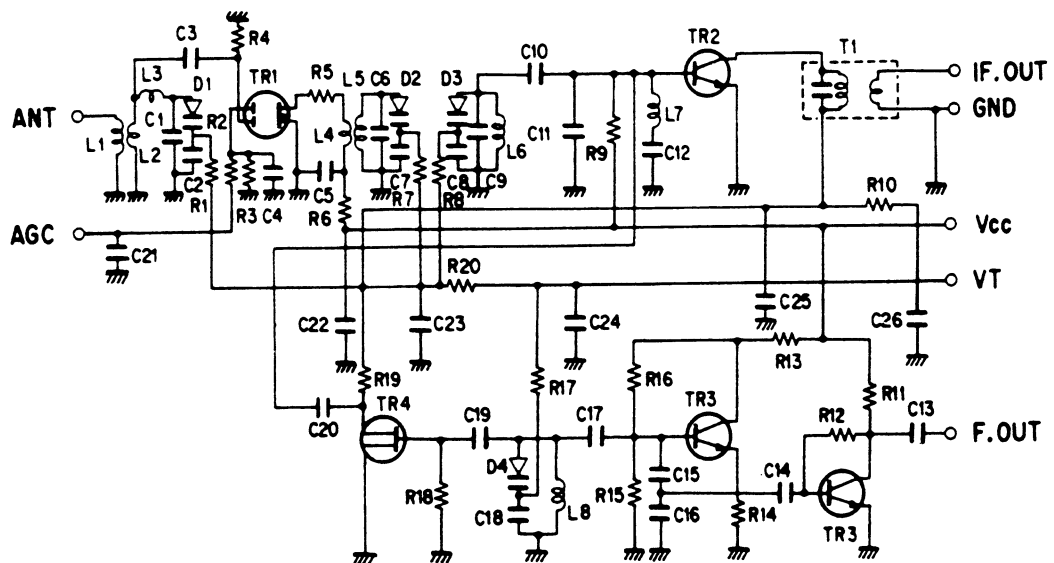 C3
R4
C10
TR2
T1
IF.OUT
GND
L3
D1
TR1
R5
L5
C6
D2
D3
ANT
L1
L2
C1
R2
C2
R1
R3
C4
L4
C5
R6
C7
R7
R8
C8
C9
L6
C11
R9
L7
C12
R10
AGC
C21
Vcc
R20
VT
C22
C23
C24
C25
C26
R13
R19
TR4
R17
R16
TR3
R11
R12
C13
F.OUT
C20
C19
C17
D4
C15
C14
R18
C18
L8
R15
C16
R14
TR3